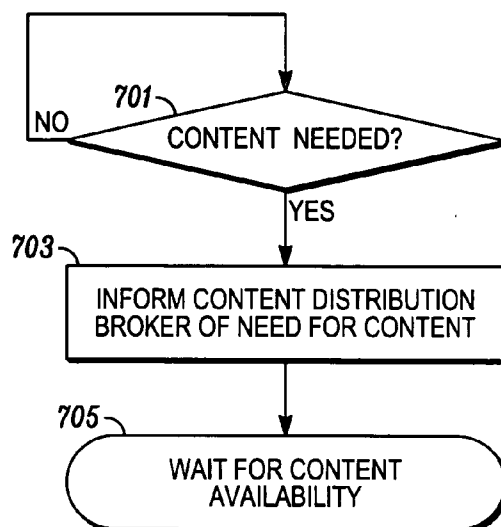 701
NO
CONTENT NEEDED?
YES
703
INFORM CONTENT DISTRIBUTION
BROKER OF NEED FOR CONTENT
705
WAIT FOR CONTENT
AVAILABILITY